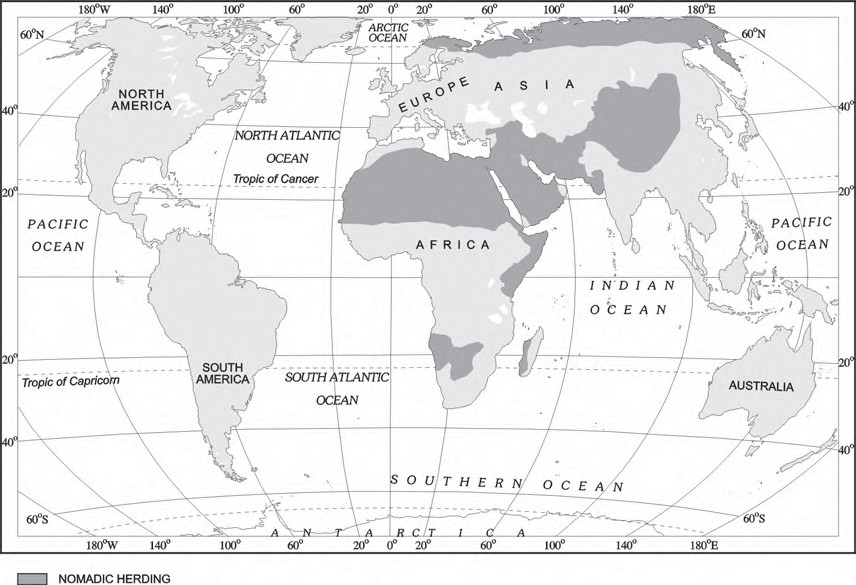 180°W 140° 100° 60° 20° 0° 20° 60° 100° 140° 180°E
ARCTIC
OCEAN
60°N 60°N
EUROPE
ASIA
NORTH
AMERICA
40° 40°
NORTH ATLANTIC
OCEAN
Tropic of Cancer
20° 20°
PACIFIC
OCEAN
PACIFIC
OCEAN
AFRICA
INDIAN
OCEAN
20° 20°
Tropic of Capricorn
SOUTH
AMERICA
SOUTH ATLANTIC
OCEAN
AUSTRALIA
40° 40°
SOUTHERN OCEAN
60°S 60°S
ANTARCTICA
180°W 140° 100° 60° 20° 0° 20° 60° 100° 140° 180°E
NOMADIC HERDING